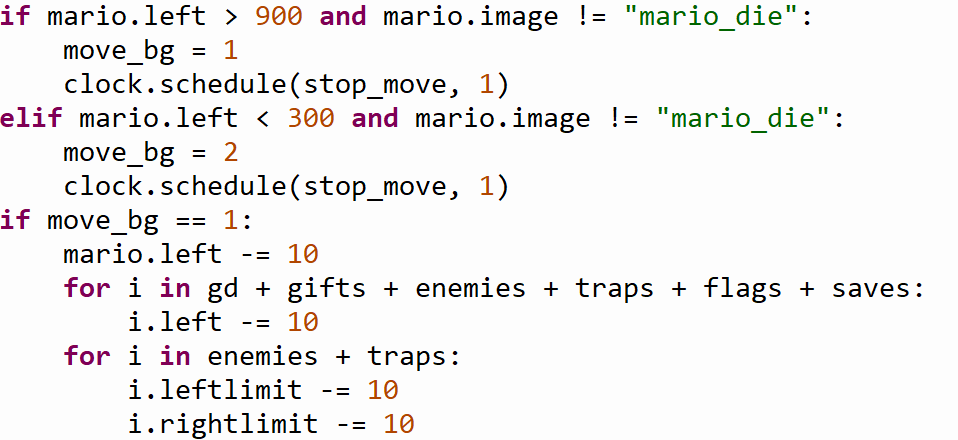 if mario.left > 900 and mario.image != "mario_die":
    move_bg = 1
    clock.schedule(stop_move, 1)
elif mario.left < 300 and mario.image != "mario_die":
    move_bg = 2
    clock.schedule(stop_move, 1)
if move_bg == 1:
    mario.left -= 10
    for i in gd + gifts + enemies + traps + flags + saves:
        i.left -= 10
    for i in enemies + traps:
        i.leftlimit -= 10
        i.rightlimit -= 10